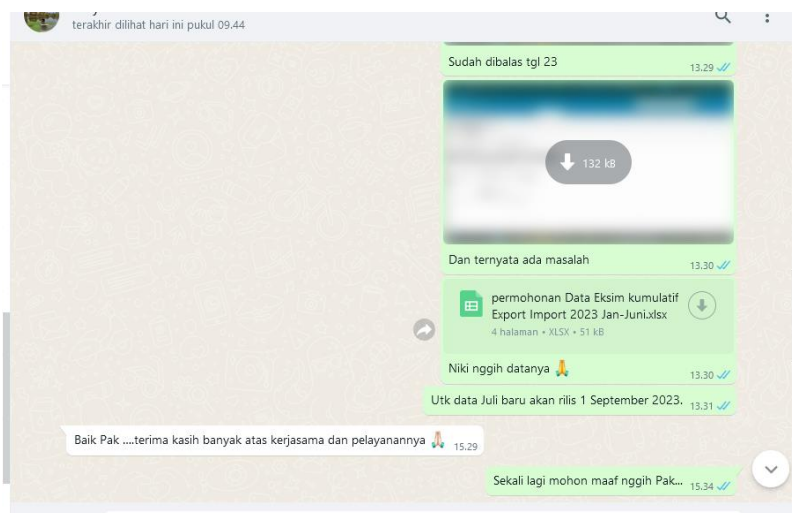 terakhir dilihat hari ini pukul 09.44
Sudah dibalas tgl 23
13.29
132 kB
Dan ternyata ada masalah
13.30
permohonan Data Eksim kumulatif
Export Import 2023 Jan-Juni.xlsx
4 halaman • XLSX • 51 kB
Niki nggih datanya 🙏
13.30
Utk data Juli baru akan rilis 1 September 2023.
13.31
Baik Pak ....terima kasih banyak atas kerjasama dan pelayanannya 🙏🏻
15.29
Sekali lagi mohon maaf nggih Pak...
15.34